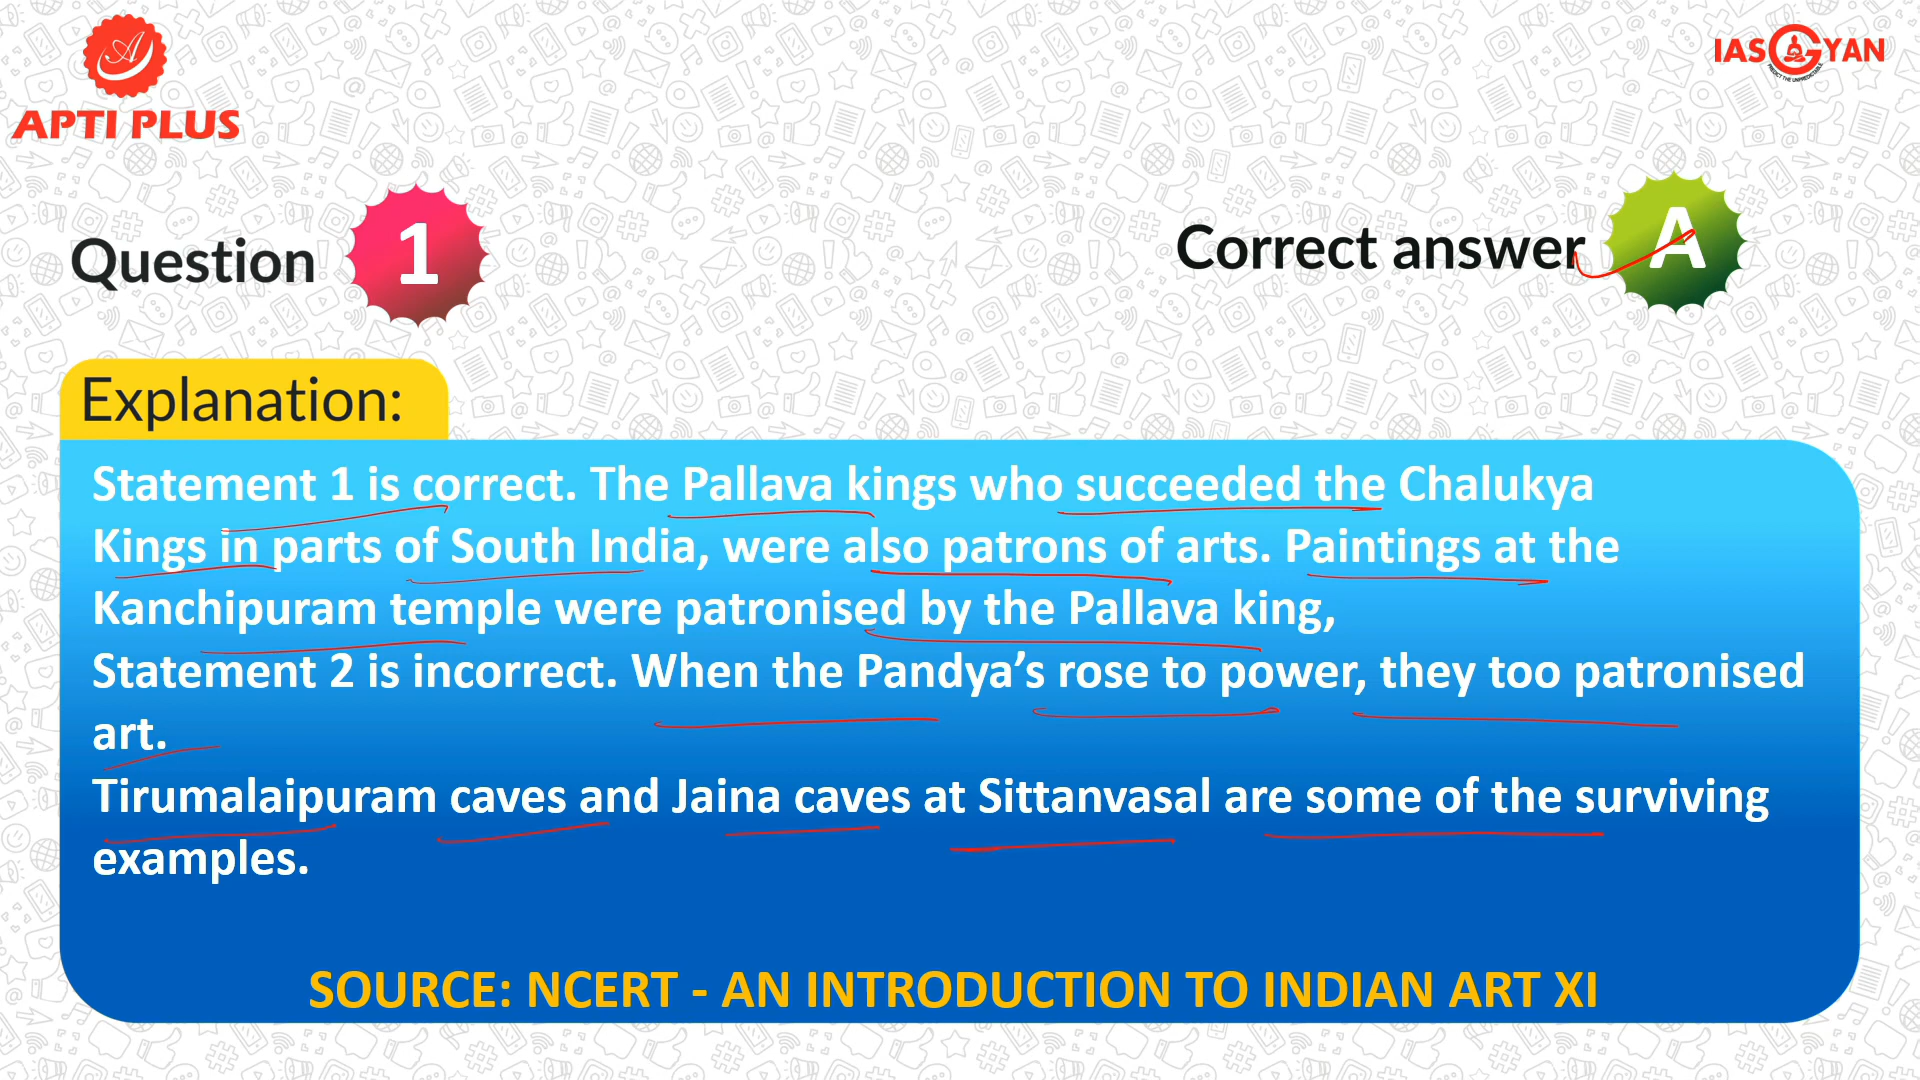 APTI PLUS
IAS GYAN
PREDICT THE UNPREDICTABLE
Question 1
Correct answer A
Explanation:
Statement 1 is correct. The Pallava kings who succeeded the Chalukya
Kings in parts of South India, were also patrons of arts. Paintings at the
Kanchipuram temple were patronised by the Pallava king,
Statement 2 is incorrect. When the Pandya’s rose to power, they too patronised
art.
Tirumalaipuram caves and Jaina caves at Sittanvasal are some of the surviving
examples.
SOURCE: NCERT - AN INTRODUCTION TO INDIAN ART XI